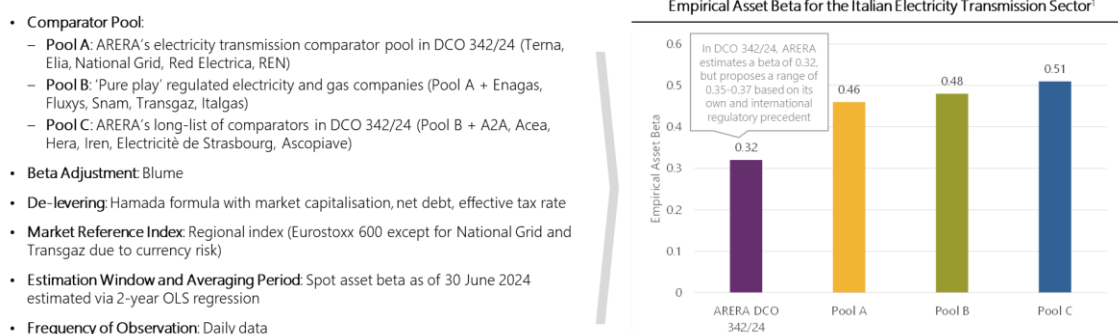 • Comparator Pool:
– Pool A: ARERA's electricity transmission comparator pool in DCO 342/24 (Terna,
Elia, National Grid, Red Electrica, REN)
– Pool B: 'Pure play' regulated electricity and gas companies (Pool A + Enagas,
Fluxys, Snam, Transgaz, Italgas)
– Pool C: ARERA's long-list of comparators in DCO 342/24 (Pool B + A2A, Acea,
Hera, Iren, Electricitè de Strasbourg, Ascopiave)
• Beta Adjustment: Blume
• De-levering: Hamada formula with market capitalisation, net debt, effective tax rate
• Market Reference Index: Regional index (Eurostoxx 600 except for National Grid and
Transgaz due to currency risk)
• Estimation Window and Averaging Period: Spot asset beta as of 30 June 2024
estimated via 2-year OLS regression
• Frequency of Observation: Daily data
Empirical Asset Beta for the Italian Electricity Transmission Sector¹
Empirical Asset Beta
0.6
0.5
0.4
0.3
0.2
0.1
0
In DCO 342/24, ARERA
estimates a beta of 0.32,
but proposes a range of
0.35-0.37 based on its
own and international
regulatory precedent
0.32
0.46
0.48
0.51
ARERA DCO
342/24
Pool A
Pool B
Pool C